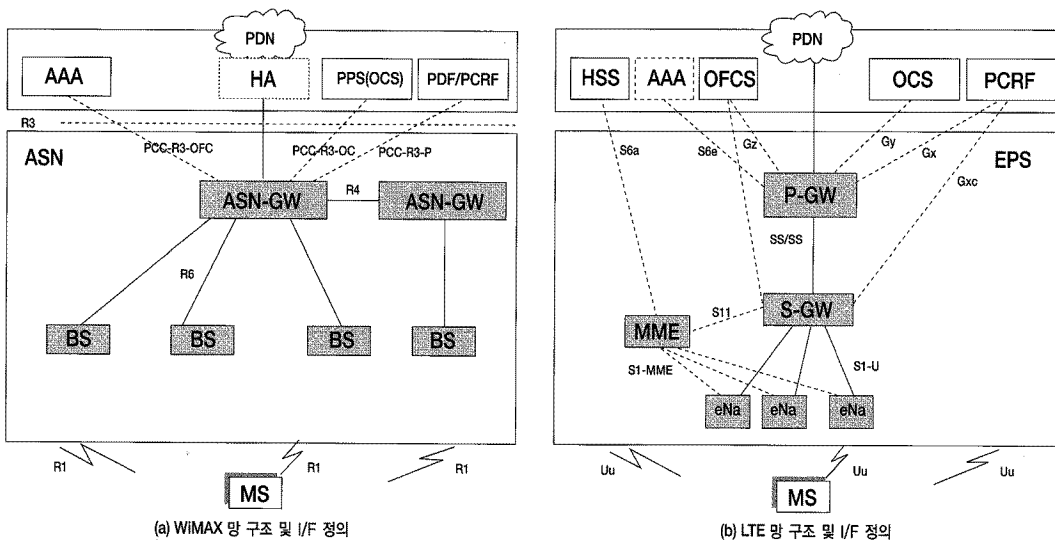 PDN
AAA
HA
PPS(OCS)
PDF/PCRF
R3
ASN
PCC-R3-OFC
PCC-R3-OC
PCC-R3-P
ASN-GW
R4
ASN-GW
R6
BS
BS
BS
BS
R1
R1
R1
MS
(a) WiMAX 망 구조 및 I/F 정의
PDN
HSS
AAA
OFCS
OCS
PCRF
S6a
S6e
Gz
Gy
Gx
Gxc
EPS
P-GW
SS/SS
S11
S-GW
MME
S1-MME
S1-U
eNa
eNa
eNa
Uu
Uu
Uu
MS
(b) LTE 망 구조 및 I/F 정의